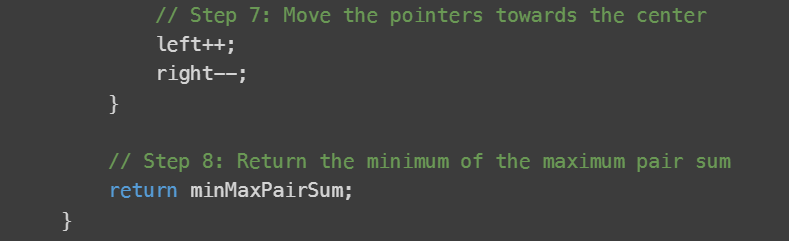 // Step 7: Move the pointers towards the center
left++;
right--;
}
// Step 8: Return the minimum of the maximum pair sum
return minMaxPairSum;
}